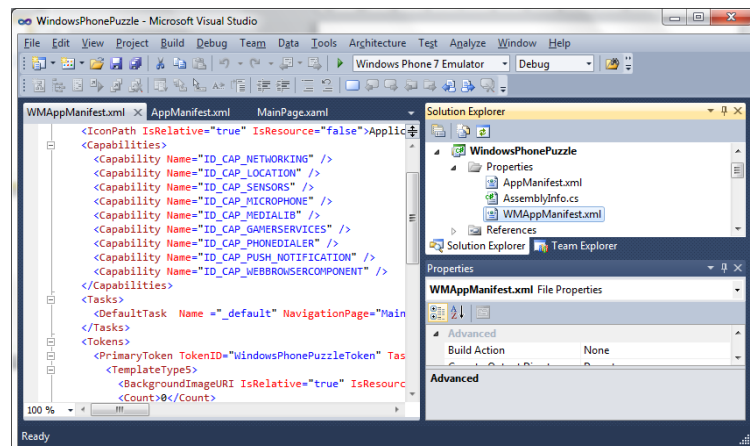 WindowsPhonePuzzle - Microsoft Visual Studio
File Edit View Project Build Debug Team Data Tools Architecture Test Analyze Window Help
Windows Phone 7 Emulator Debug
WMAppManifest.xml AppManifest.xml MainPage.xaml
<IconPath IsRelative="true" IsResource="false">Applic
<Capabilities>
<Capability Name="ID_CAP_NETWORKING" />
<Capability Name="ID_CAP_LOCATION" />
<Capability Name="ID_CAP_SENSORS" />
<Capability Name="ID_CAP_MICROPHONE" />
<Capability Name="ID_CAP_MEDIALIB" />
<Capability Name="ID_CAP_GAMERSERVICES" />
<Capability Name="ID_CAP_PHONEDIALER" />
<Capability Name="ID_CAP_PUSH_NOTIFICATION" />
<Capability Name="ID_CAP_WEBBROWSERCOMPONENT" />
</Capabilities>
<Tasks>
<DefaultTask Name ="_default" NavigationPage="Main
</Tasks>
<Tokens>
<PrimaryToken TokenID="WindowsPhonePuzzleToken" Tas
<TemplateType5>
<BackgroundImageURI IsRelative="true" IsResourc
<Count>0</Count>
100 %
Solution Explorer
WindowsPhonePuzzle
Properties
AppManifest.xml
AssemblyInfo.cs
WMAppManifest.xml
References
Solution Explorer Team Explorer
Properties
WMAppManifest.xml File Properties
Advanced
Build Action None
Advanced
Ready